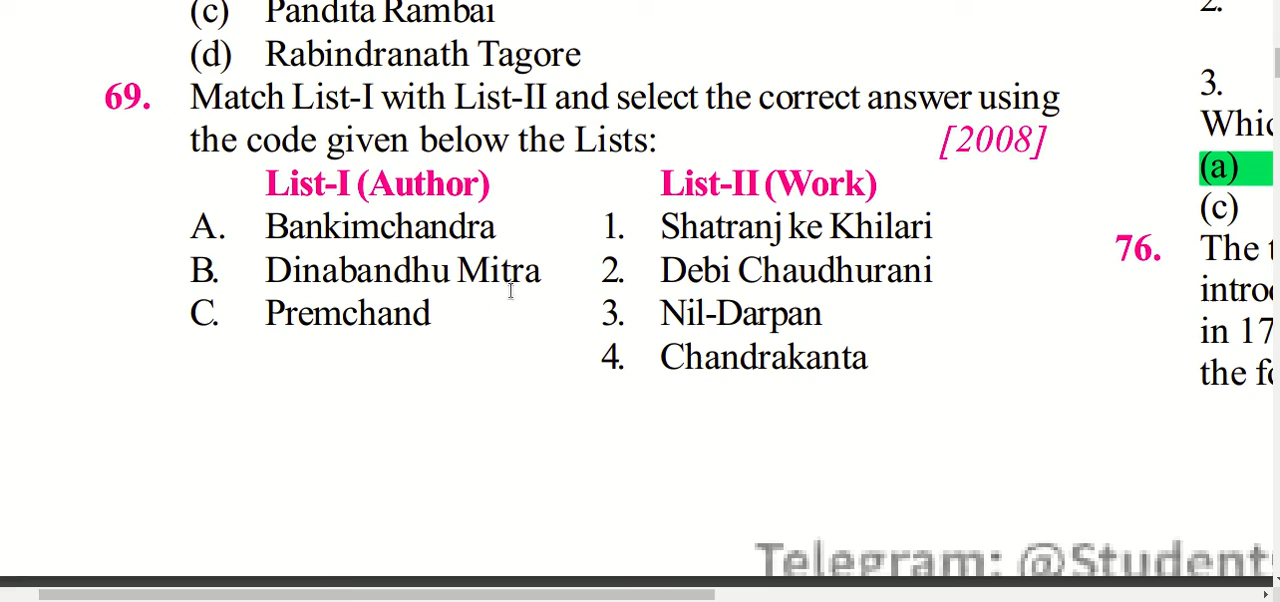 (c) Pandita Rambai
(d) Rabindranath Tagore
69. Match List-I with List-II and select the correct answer using
the code given below the Lists: [2008]
List-I (Author) List-II (Work)
A. Bankimchandra 1. Shatranj ke Khilari
B. Dinabandhu Mitra 2. Debi Chaudhurani
C. Premchand 3. Nil-Darpan
4. Chandrakanta
2.
3.
Whic
(a)
(c)
76. The t
introd
in 17
the fo
Telegram: @Student